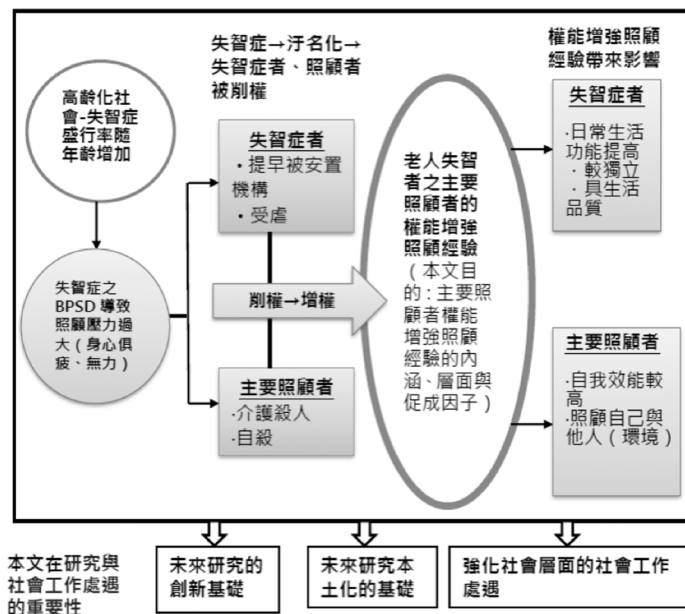 高齡化社
會-失智症
盛行率隨
年齡增加
失智症之
BPSD 導致
照顧壓力過
大（身心俱
疲、無力）
失智症→汙名化→
失智症者、照顧者
被削權
失智症者
‧提早被安置
機構
‧受虐
削權→增權
主要照顧者
‧介護殺人
‧自殺
老人失智
者之主要
照顧者的
權能增強
照顧經驗
（本文目
的：主要照
顧者權能
增強照顧
經驗的內
涵、層面與
促成因子）
權能增強照顧
經驗帶來影響
失智症者
‧日常生活
功能提高
‧較獨立
‧具生活
品質
主要照顧者
‧自我效能較
高
‧照顧自己與
他人（環境）
本文在研究與
社會工作處遇
的重要性
未來研究的
創新基礎
未來研究本
土化的基礎
強化社會層面的社會工作
處遇